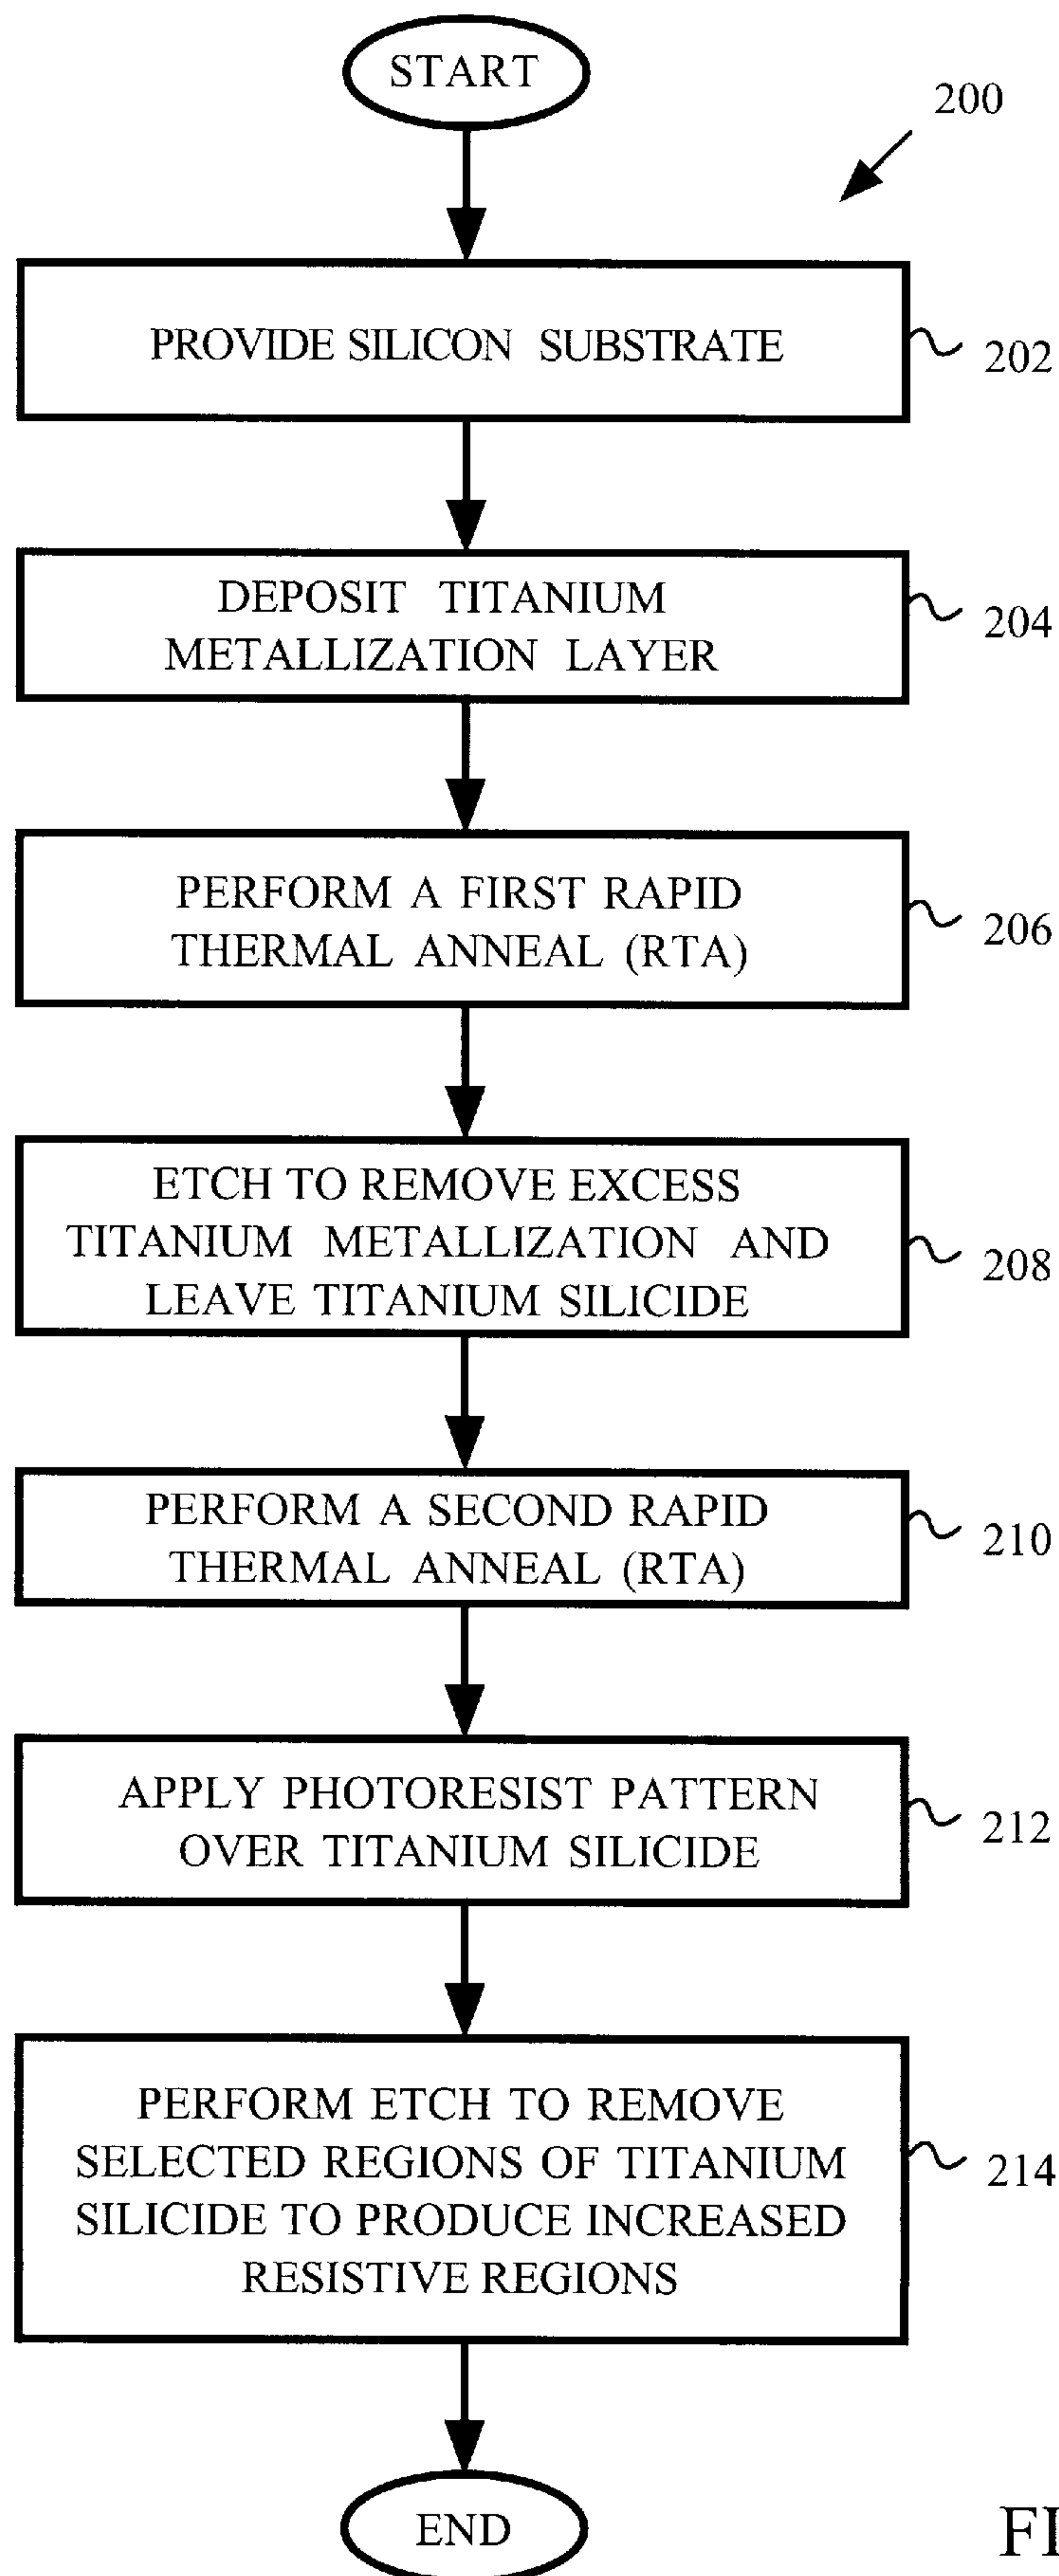 START
200
PROVIDE SILICON SUBSTRATE
202
DEPOSIT TITANIUM
METALLIZATION LAYER
204
PERFORM A FIRST RAPID
THERMAL ANNEAL (RTA)
206
ETCH TO REMOVE EXCESS
TITANIUM METALLIZATION AND
LEAVE TITANIUM SILICIDE
208
PERFORM A SECOND RAPID
THERMAL ANNEAL (RTA)
210
APPLY PHOTORESIST PATTERN
OVER TITANIUM SILICIDE
212
PERFORM ETCH TO REMOVE
SELECTED REGIONS OF TITANIUM
SILICIDE TO PRODUCE INCREASED
RESISTIVE REGIONS
214
END
FI